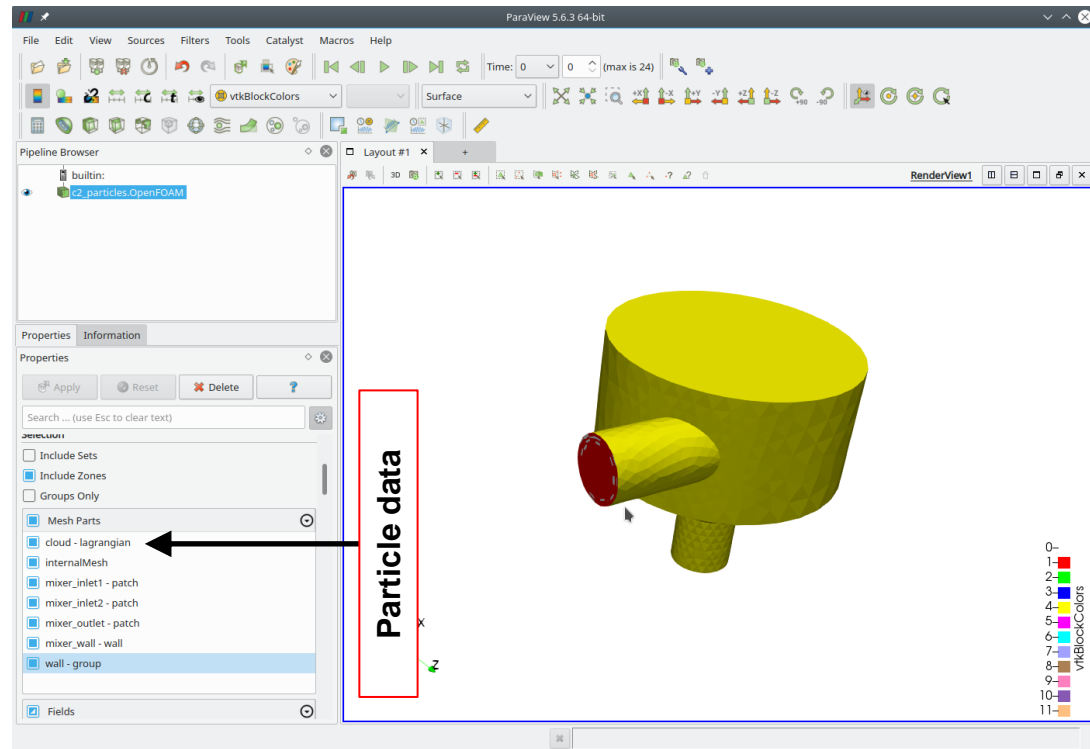 ParaView 5.6.3 64-bit
File Edit View Sources Filters Tools Catalyst Macros Help
Time: 0 0 (max is 24)
vtkBlockColors Surface +X -X +Y -Y +Z -Z +90 -90
Pipeline Browser
Layout #1 +
builtin:
c2_particles.OpenFOAM
3D
RenderView1
Properties Information
Properties
Apply Reset Delete ?
Search ... (use Esc to clear text)
Selection
Include Sets
Include Zones
Groups Only
Mesh Parts
cloud - lagrangian
internalMesh
mixer_inlet1 - patch
mixer_inlet2 - patch
mixer_outlet - patch
mixer_wall - wall
wall - group
Fields
Particle data
X
Z
0
1
2
3
4
5
6
7
8
9
10
11
vtkBlockColors